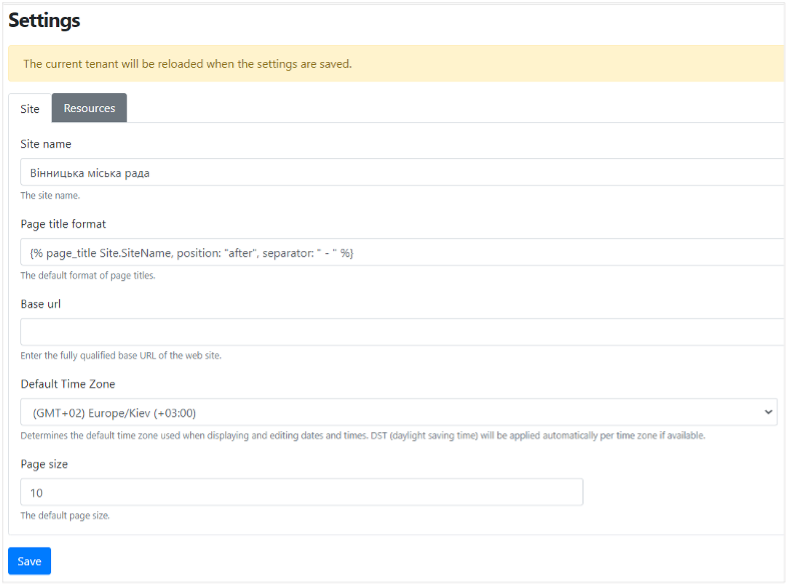 Settings
The current tenant will be reloaded when the settings are saved.
Site
Resources
Site name
Вінницька міська рада
The site name.
Page title format
{% page_title Site.SiteName, position: "after", separator: " - " %}
The default format of page titles.
Base url
Enter the fully qualified base URL of the web site.
Default Time Zone
(GMT+02) Europe/Kiev (+03:00)
Determines the default time zone used when displaying and editing dates and times. DST (daylight saving time) will be applied automatically per time zone if available.
Page size
10
The default page size.
Save